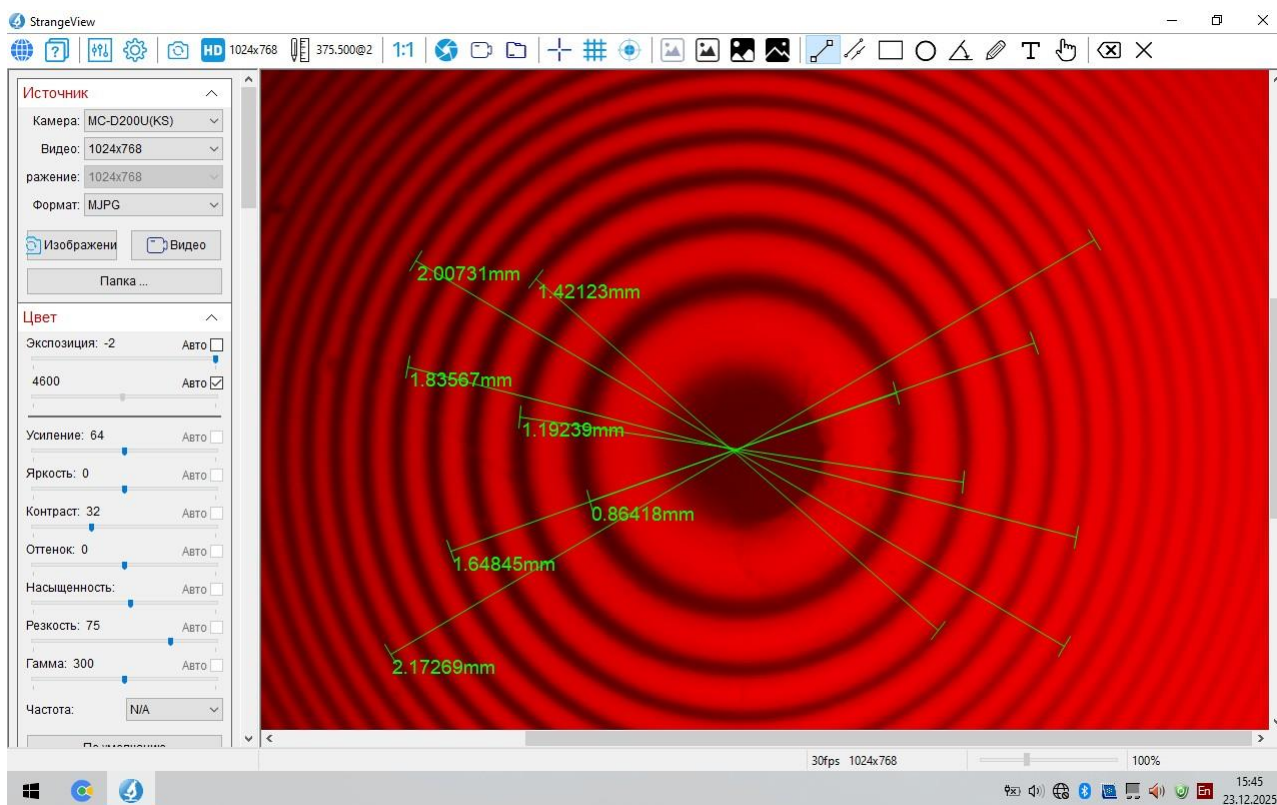 StrangeView
HD 1024x768 375.500@2 1:1 T
Источник
Камера: MC-D200U(KS)
Видео: 1024x768
ражение: 1024x768
Формат: MJPG
Изображени Видео
Папка ...
Цвет
Экспозиция: -2 Авто
4600 Авто
Усиление: 64 Авто
Яркость: 0 Авто
Контраст: 32 Авто
Оттенок: 0 Авто
Насыщенность: Авто
Резкость: 75 Авто
Гамма: 300 Авто
Частота: N/A
2.00731mm
1.42123mm
1.83567mm
1.19239mm
0.86418mm
1.64845mm
2.17269mm
30fps 1024x768 100%
En 15:45
23.12.2025